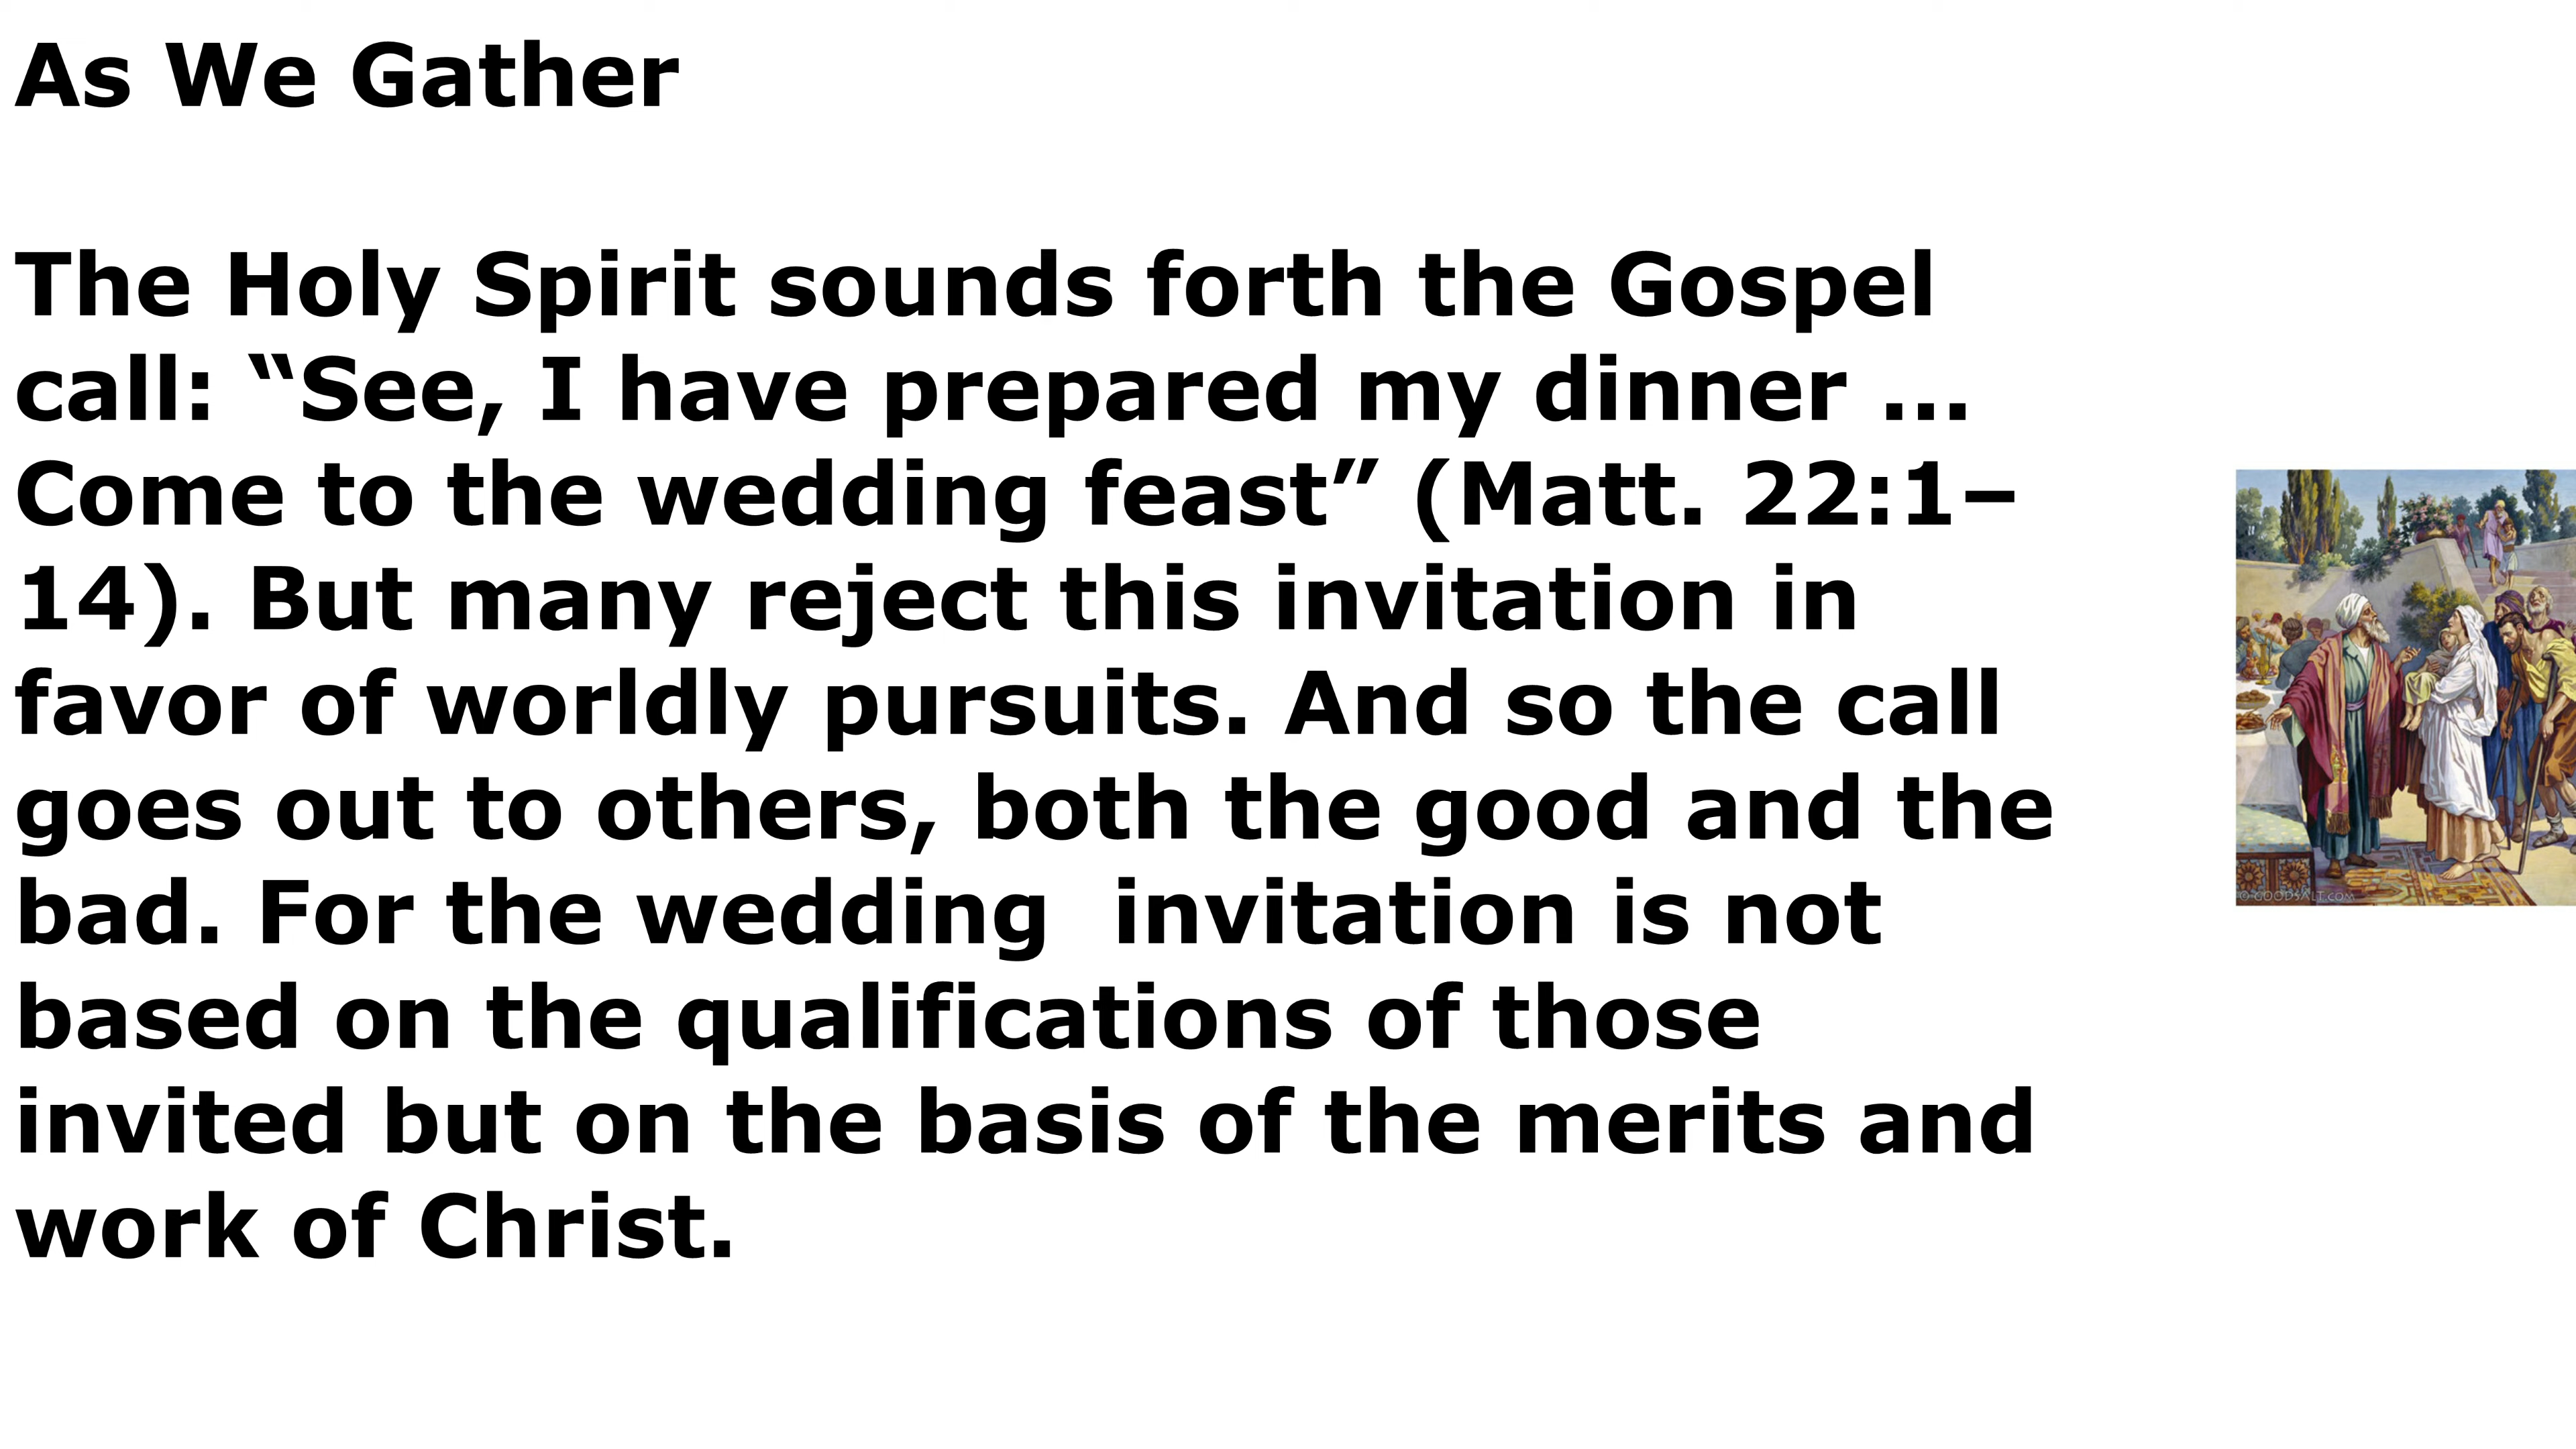 As We Gather
The Holy Spirit sounds forth the Gospel
call: “See, I have prepared my dinner …
Come to the wedding feast” (Matt. 22:1–
14). But many reject this invitation in
favor of worldly pursuits. And so the call
goes out to others, both the good and the
bad. For the wedding  invitation is not
based on the qualifications of those
invited but on the basis of the merits and
work of Christ.
GOODSALT.COM